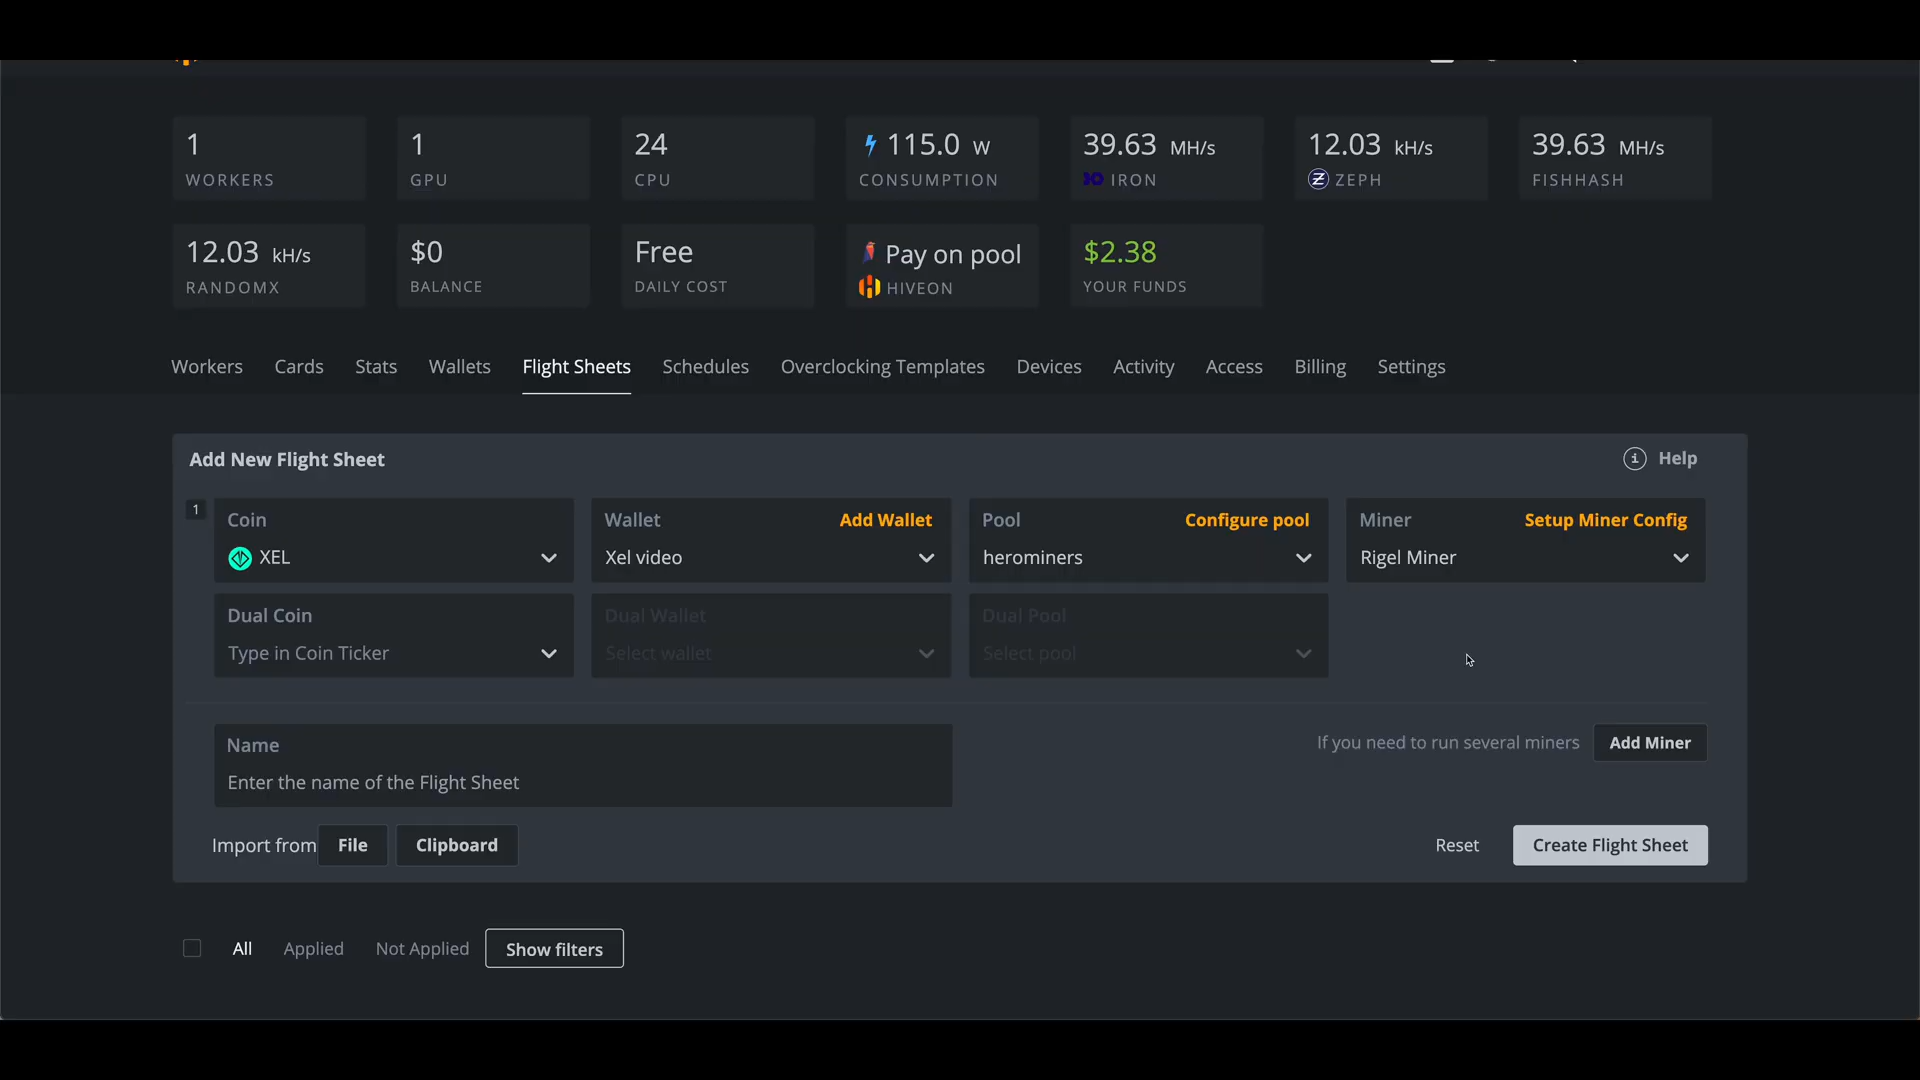 1
WORKERS
1
GPU
24
CPU
115.0 W
CONSUMPTION
39.63 MH/s
IRON
12.03 kH/s
ZEPH
39.63 MH/s
FISHHASH
12.03 kH/s
RANDOMX
$0
BALANCE
Free
DAILY COST
Pay on pool
HIVEON
$2.38
YOUR FUNDS
Workers Cards Stats Wallets Flight Sheets Schedules Overclocking Templates Devices Activity Access Billing Settings
Add New Flight Sheet
Help
1
Coin
XEL
Wallet Add Wallet
Xel video
Pool Configure pool
herominers
Miner Setup Miner Config
Rigel Miner
Dual Coin
Type in Coin Ticker
Dual Wallet
Select wallet
Dual Pool
Select pool
Name
Enter the name of the Flight Sheet
If you need to run several miners Add Miner
Import from File Clipboard
Reset Create Flight Sheet
All Applied Not Applied Show filters